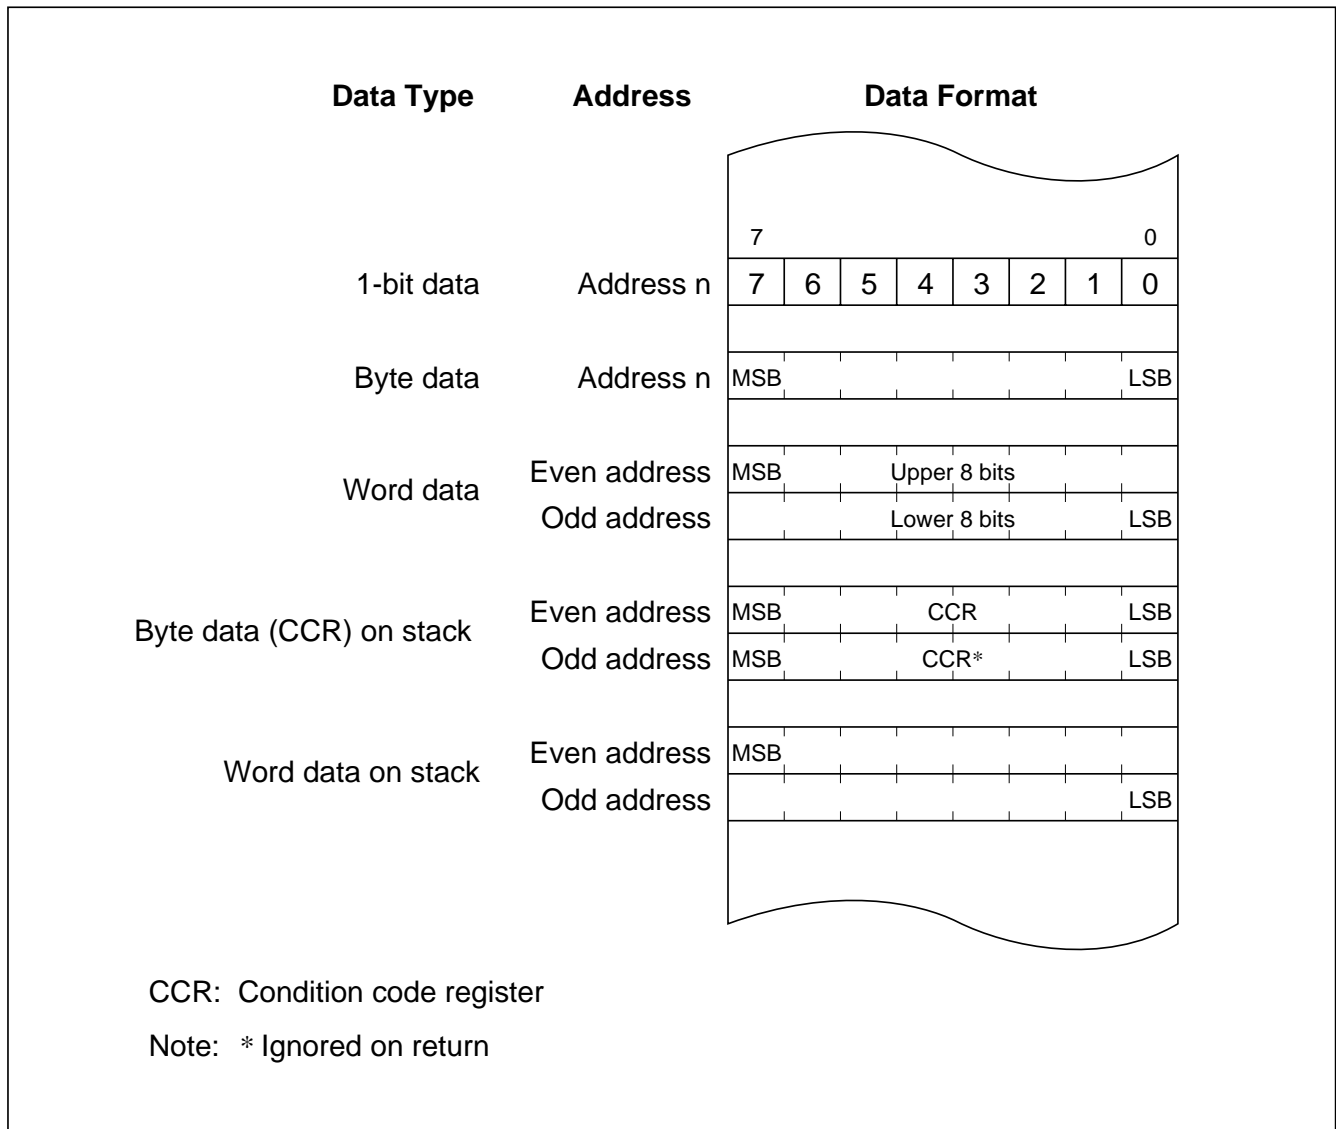 Data Type Address Data Format
7 0
1-bit data Address n 7 6 5 4 3 2 1 0
Byte data Address n MSB LSB
Word data
Even address MSB Upper 8 bits
Odd address Lower 8 bits LSB
Byte data (CCR) on stack
Even address MSB CCR LSB
Odd address MSB CCR* LSB
Word data on stack
Even address MSB
Odd address LSB
CCR: Condition code register
Note: * Ignored on return